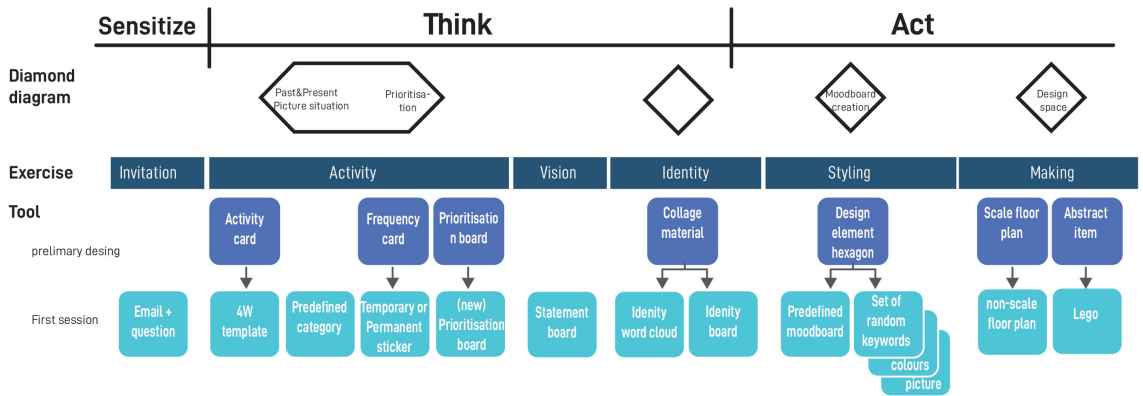 Sensitize
Think
Act
Diamond
diagram
Past&Present
Picture situation
Prioritisa-
tion
Moodboard
creation
Design
space
Exercise
Invitation
Activity
Vision
Identity
Styling
Making
Tool
prelimary desing
Activity
card
Frequency
card
Prioritisatio
n board
Collage
material
Design
element
hexagon
Scale floor
plan
Abstract
item
First session
Email +
question
4W
template
Predefined
category
Temporary or
Permanent
sticker
(new)
Prioritisation
board
Statement
board
Idenity
word cloud
Idenity
board
Predefined
moodboard
Set of
random
keywords
colours
picture
non-scale
floor plan
Lego